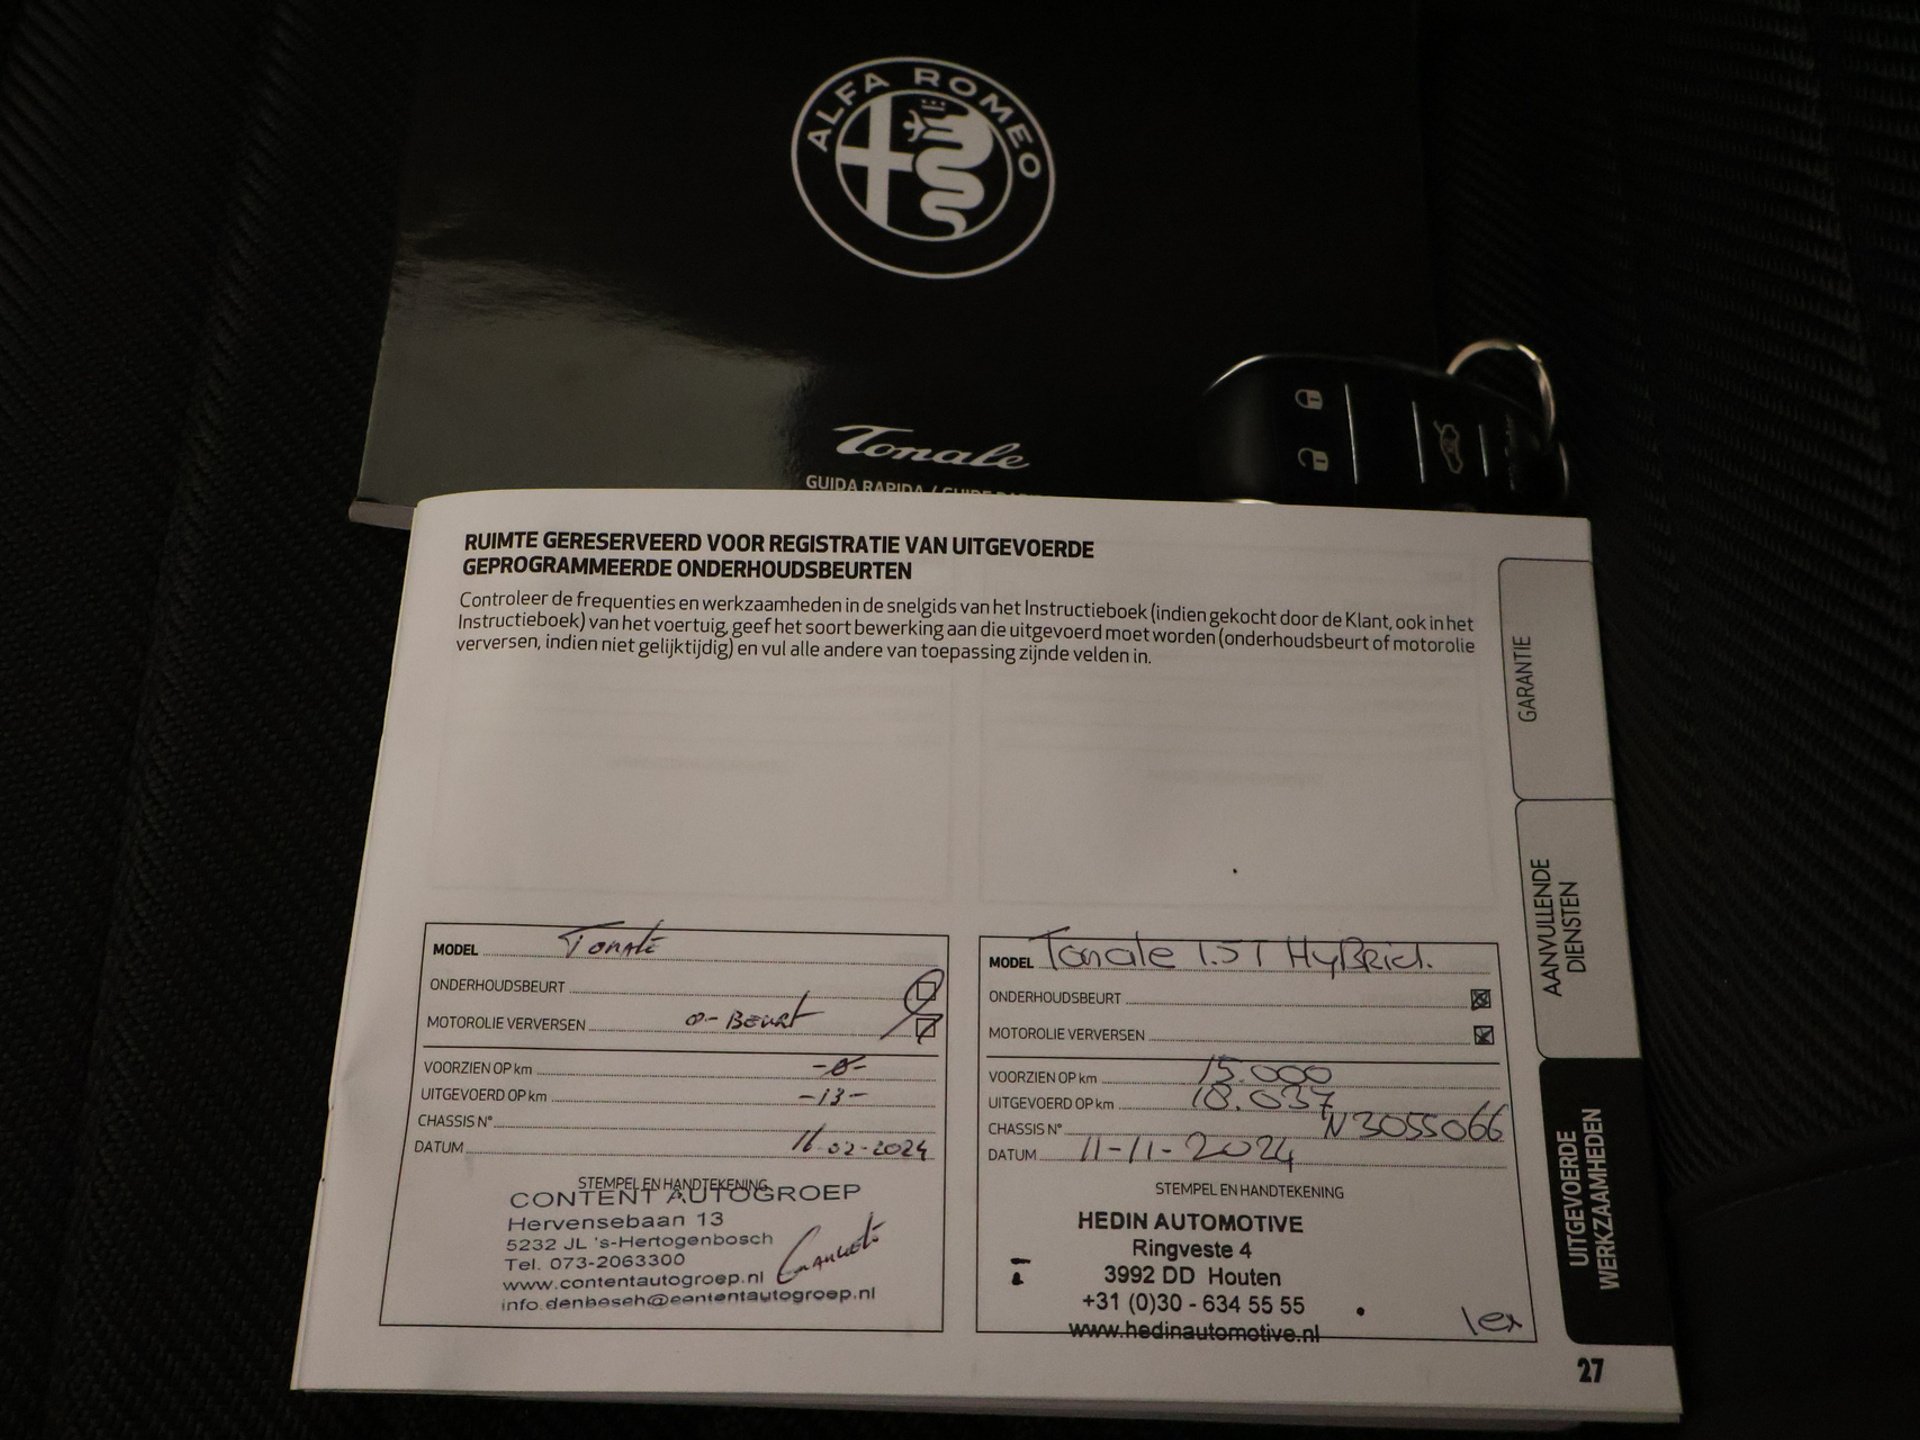 ALFA ROMEO
Tonale
GUIDA RAPIDA /
RUIMTE GERESERVEERD VOOR REGISTRATIE VAN UITGEVOERDE
GEPROGRAMMEERDE ONDERHOUDSBEURTEN
Controleer de frequenties en werkzaamheden in de snelgids van het Instructieboek (indien gekocht door de Klant, ook in het
Instructieboek) van het voertuig, geef het soort bewerking aan die uitgevoerd moet worden (onderhoudsbeurt of motorolie
verversen, indien niet gelijktijdig) en vul alle andere van toepassing zijnde velden in.
GARANTIE
AANVULLENDE
DIENSTEN
UITGEVOERDE
WERKZAAMHEDEN
MODEL Tonale
ONDERHOUDSBEURT
MOTOROLIE VERVERSEN 0-BEURT
VOORZIEN OP km -0-
UITGEVOERD OP km -13-
CHASSIS N°
DATUM 16-02-2024
STEMPEL EN HANDTEKENING
CONTENT AUTOGROEP
Hervensebaan 13
5232 JL 's-Hertogenbosch
Tel. 073-2063300
www.contentautogroep.nl
info.denbosch@contentautogroep.nl
MODEL Tonale 1.5T HyBrid.
ONDERHOUDSBEURT
MOTOROLIE VERVERSEN
VOORZIEN OP km 15.000
UITGEVOERD OP km 18.037
CHASSIS N° N3055066
DATUM 11-11-2024
STEMPEL EN HANDTEKENING
HEDIN AUTOMOTIVE
Ringveste 4
3992 DD Houten
+31 (0)30 - 634 55 55
www.hedinautomotive.nl
27